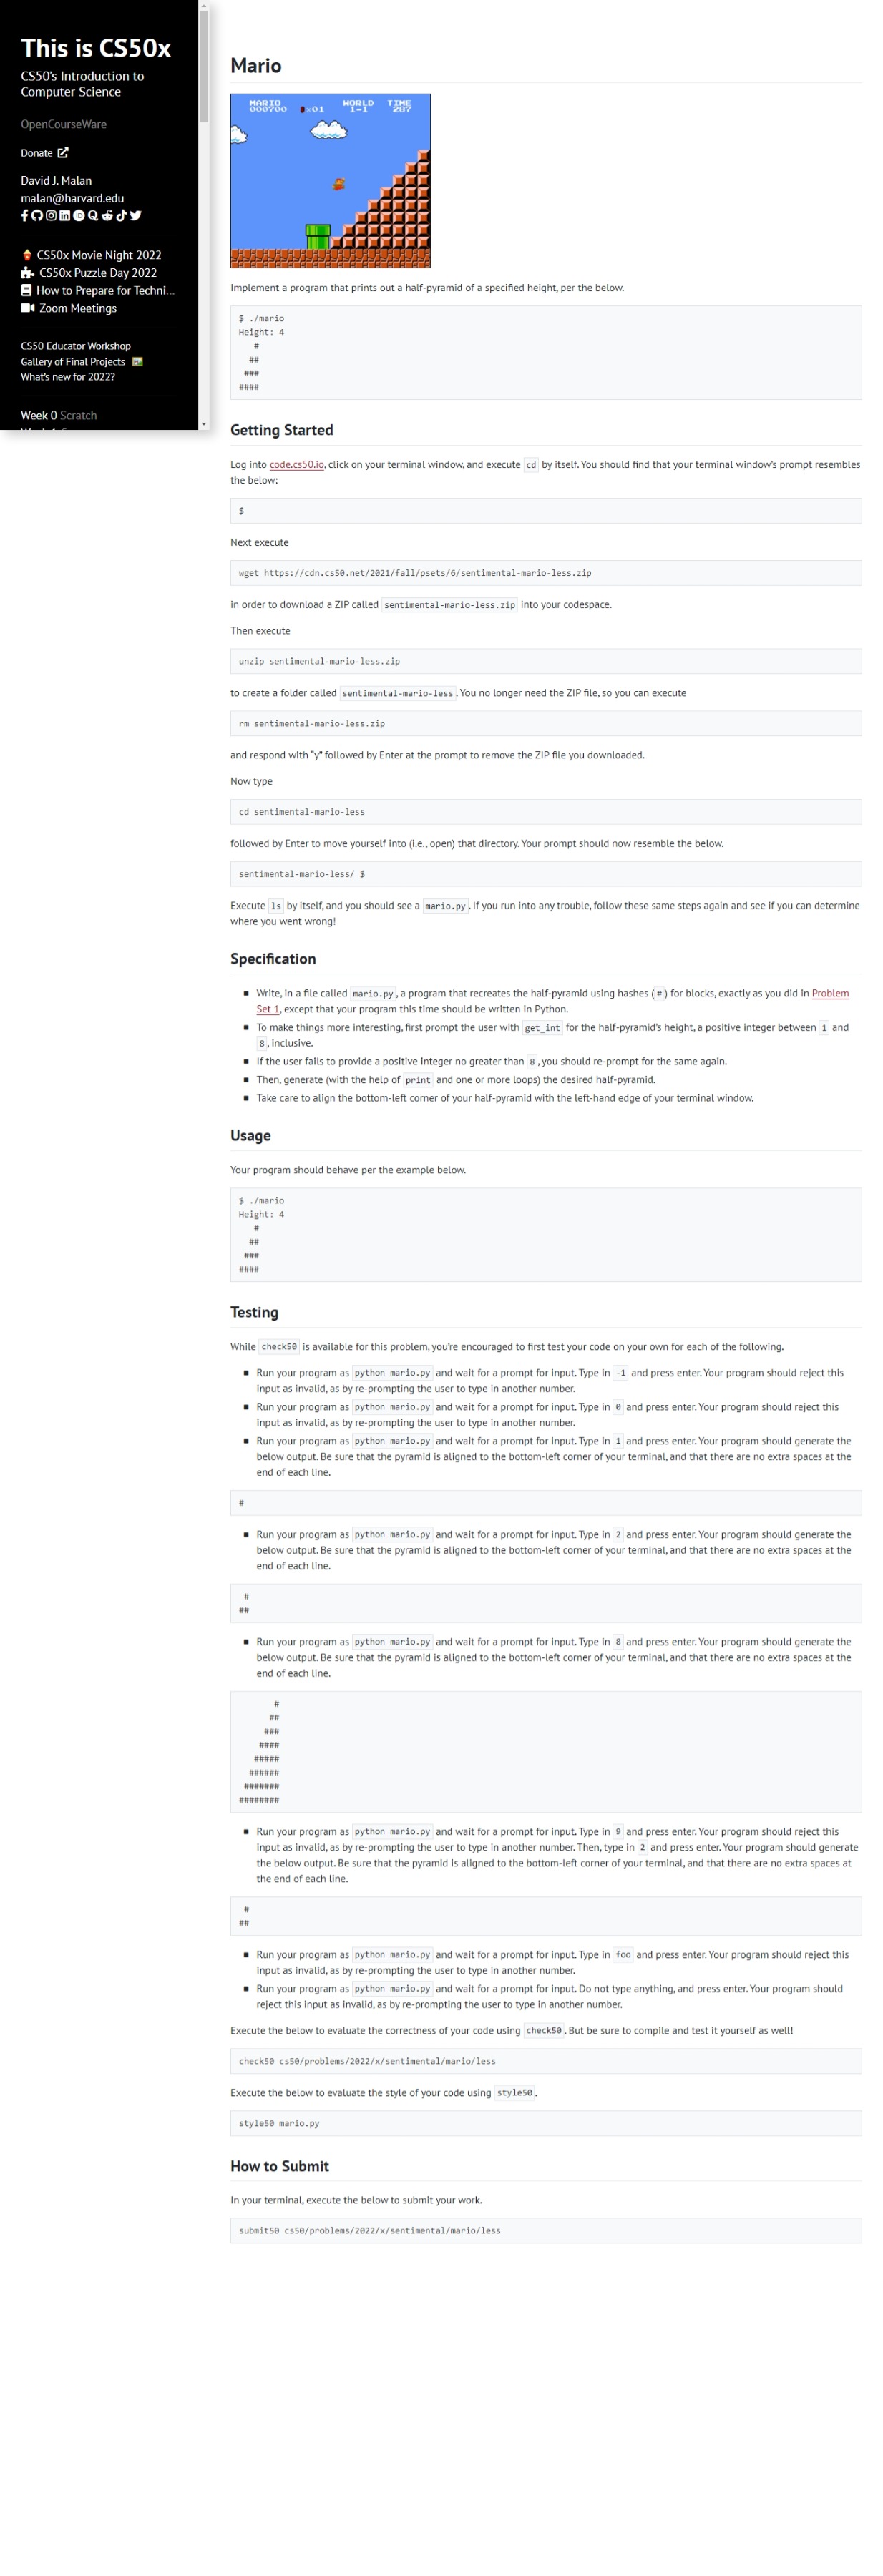 This is CS50x
CS50's Introduction to
Computer Science
OpenCourseWare
Donate
David J. Malan
malan@harvard.edu
CS50x Movie Night 2022
CS50x Puzzle Day 2022
How to Prepare for Techni...
Zoom Meetings
CS50 Educator Workshop
Gallery of Final Projects
What's new for 2022?
Week 0 Scratch
Mario
MARIO WORLD TIME
000700 ×01 1-1 287
Implement a program that prints out a half-pyramid of a specified height, per the below.
$ ./mario
Height: 4
   #
  ##
 ###
####
Getting Started
Log into code.cs50.io, click on your terminal window, and execute cd by itself. You should find that your terminal window's prompt resembles
the below:
$
Next execute
wget https://cdn.cs50.net/2021/fall/psets/6/sentimental-mario-less.zip
in order to download a ZIP called sentimental-mario-less.zip into your codespace.
Then execute
unzip sentimental-mario-less.zip
to create a folder called sentimental-mario-less. You no longer need the ZIP file, so you can execute
rm sentimental-mario-less.zip
and respond with “y” followed by Enter at the prompt to remove the ZIP file you downloaded.
Now type
cd sentimental-mario-less
followed by Enter to move yourself into (i.e., open) that directory. Your prompt should now resemble the below.
sentimental-mario-less/ $
Execute ls by itself, and you should see a mario.py. If you run into any trouble, follow these same steps again and see if you can determine
where you went wrong!
Specification
Write, in a file called mario.py, a program that recreates the half-pyramid using hashes (#) for blocks, exactly as you did in Problem
Set 1, except that your program this time should be written in Python.
To make things more interesting, first prompt the user with get_int for the half-pyramid's height, a positive integer between 1 and
8, inclusive.
If the user fails to provide a positive integer no greater than 8, you should re-prompt for the same again.
Then, generate (with the help of print and one or more loops) the desired half-pyramid.
Take care to align the bottom-left corner of your half-pyramid with the left-hand edge of your terminal window.
Usage
Your program should behave per the example below.
$ ./mario
Height: 4
   #
  ##
 ###
####
Testing
While check50 is available for this problem, you're encouraged to first test your code on your own for each of the following.
Run your program as python mario.py and wait for a prompt for input. Type in -1 and press enter. Your program should reject this
input as invalid, as by re-prompting the user to type in another number.
Run your program as python mario.py and wait for a prompt for input. Type in 0 and press enter. Your program should reject this
input as invalid, as by re-prompting the user to type in another number.
Run your program as python mario.py and wait for a prompt for input. Type in 1 and press enter. Your program should generate the
below output. Be sure that the pyramid is aligned to the bottom-left corner of your terminal, and that there are no extra spaces at the
end of each line.
#
Run your program as python mario.py and wait for a prompt for input. Type in 2 and press enter. Your program should generate the
below output. Be sure that the pyramid is aligned to the bottom-left corner of your terminal, and that there are no extra spaces at the
end of each line.
 #
##
Run your program as python mario.py and wait for a prompt for input. Type in 8 and press enter. Your program should generate the
below output. Be sure that the pyramid is aligned to the bottom-left corner of your terminal, and that there are no extra spaces at the
end of each line.
       #
      ##
     ###
    ####
   #####
  ######
 #######
########
Run your program as python mario.py and wait for a prompt for input. Type in 9 and press enter. Your program should reject this
input as invalid, as by re-prompting the user to type in another number. Then, type in 2 and press enter. Your program should generate
the below output. Be sure that the pyramid is aligned to the bottom-left corner of your terminal, and that there are no extra spaces at
the end of each line.
 #
##
Run your program as python mario.py and wait for a prompt for input. Type in foo and press enter. Your program should reject this
input as invalid, as by re-prompting the user to type in another number.
Run your program as python mario.py and wait for a prompt for input. Do not type anything, and press enter. Your program should
reject this input as invalid, as by re-prompting the user to type in another number.
Execute the below to evaluate the correctness of your code using check50. But be sure to compile and test it yourself as well!
check50 cs50/problems/2022/x/sentimental/mario/less
Execute the below to evaluate the style of your code using style50.
style50 mario.py
How to Submit
In your terminal, execute the below to submit your work.
submit50 cs50/problems/2022/x/sentimental/mario/less